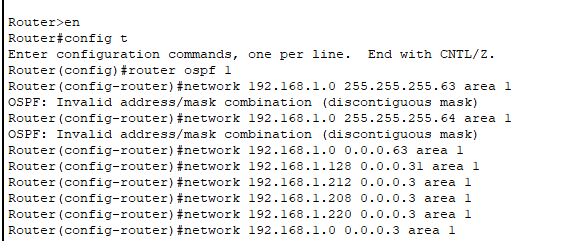 Router>en
Router#config t
Enter configuration commands, one per line.  End with CNTL/Z.
Router(config)#router ospf 1
Router(config-router)#network 192.168.1.0 255.255.255.63 area 1
OSPF: Invalid address/mask combination (discontiguous mask)
Router(config-router)#network 192.168.1.0 255.255.255.64 area 1
OSPF: Invalid address/mask combination (discontiguous mask)
Router(config-router)#network 192.168.1.0 0.0.0.63 area 1
Router(config-router)#network 192.168.1.128 0.0.0.31 area 1
Router(config-router)#network 192.168.1.212 0.0.0.3 area 1
Router(config-router)#network 192.168.1.208 0.0.0.3 area 1
Router(config-router)#network 192.168.1.220 0.0.0.3 area 1
Router(config-router)#network 192.168.1.0 0.0.0.3 area 1